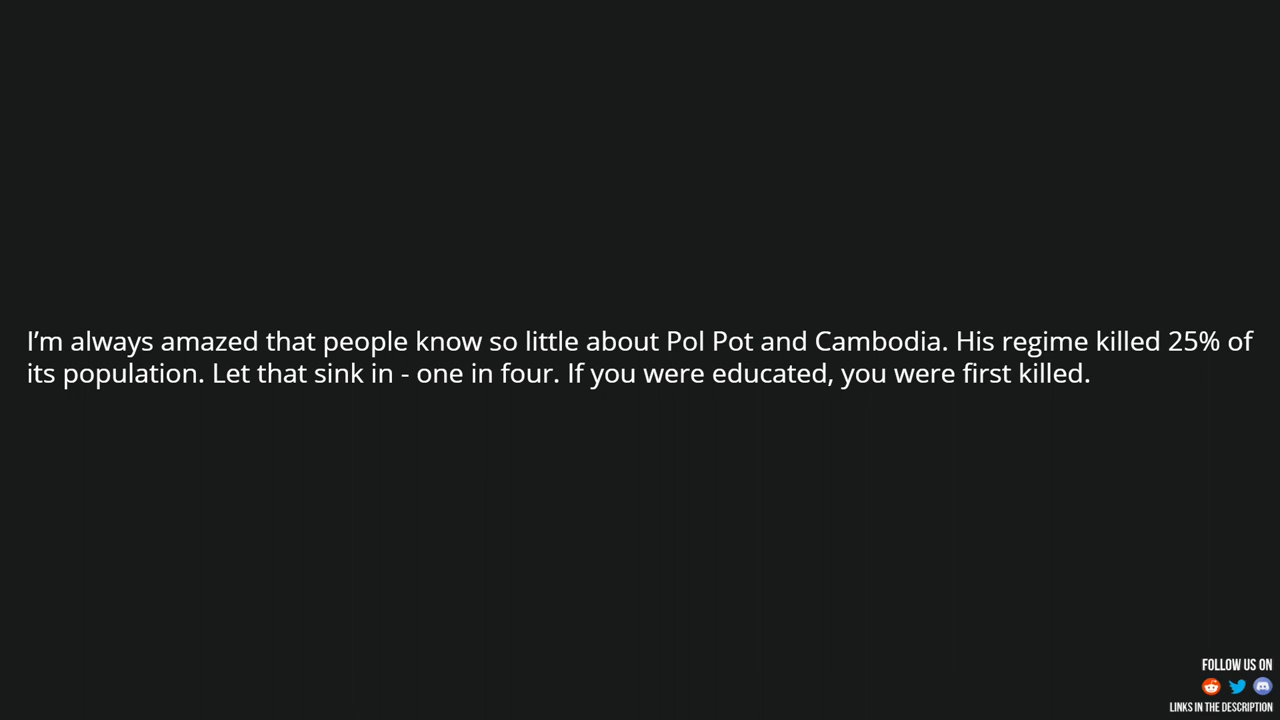 I’m always amazed that people know so little about Pol Pot and Cambodia. His regime killed 25% of
its population. Let that sink in - one in four. If you were educated, you were first killed.
FOLLOW US ON
LINKS IN THE DESCRIPTION